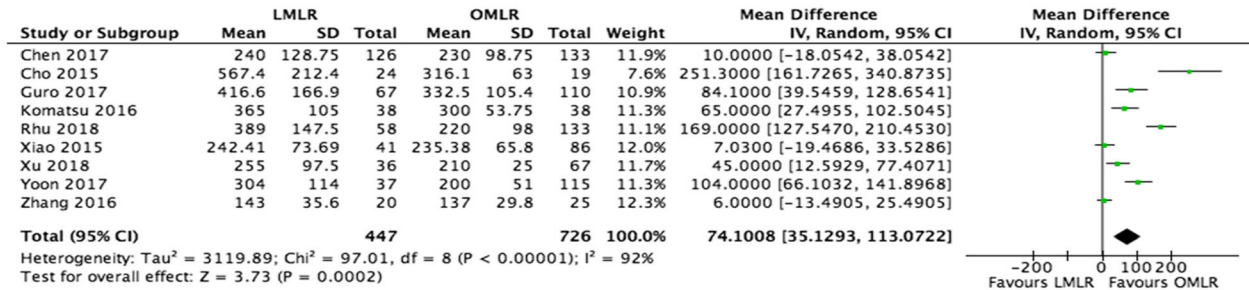 LMLR OMLR Mean Difference Mean Difference
Study or Subgroup Mean SD Total Mean SD Total Weight IV, Random, 95% CI IV, Random, 95% CI
Chen 2017 240 128.75 126 230 98.75 133 11.9% 10.0000 [-18.0542, 38.0542]
Cho 2015 567.4 212.4 24 316.1 63 19 7.6% 251.3000 [161.7265, 340.8735]
Guro 2017 416.6 166.9 67 332.5 105.4 110 10.9% 84.1000 [39.5459, 128.6541]
Komatsu 2016 365 105 38 300 53.75 38 11.3% 65.0000 [27.4955, 102.5045]
Rhu 2018 389 147.5 58 220 98 133 11.1% 169.0000 [127.5470, 210.4530]
Xiao 2015 242.41 73.69 41 235.38 65.8 86 12.0% 7.0300 [-19.4686, 33.5286]
Xu 2018 255 97.5 36 210 25 67 11.7% 45.0000 [12.5929, 77.4071]
Yoon 2017 304 114 37 200 51 115 11.3% 104.0000 [66.1032, 141.8968]
Zhang 2016 143 35.6 20 137 29.8 25 12.3% 6.0000 [-13.4905, 25.4905]
Total (95% CI) 447 726 100.0% 74.1008 [35.1293, 113.0722]
Heterogeneity: Tau² = 3119.89; Chi² = 97.01, df = 8 (P < 0.00001); I² = 92%
Test for overall effect: Z = 3.73 (P = 0.0002)
-200 0 100 200
Favours LMLR Favours OMLR